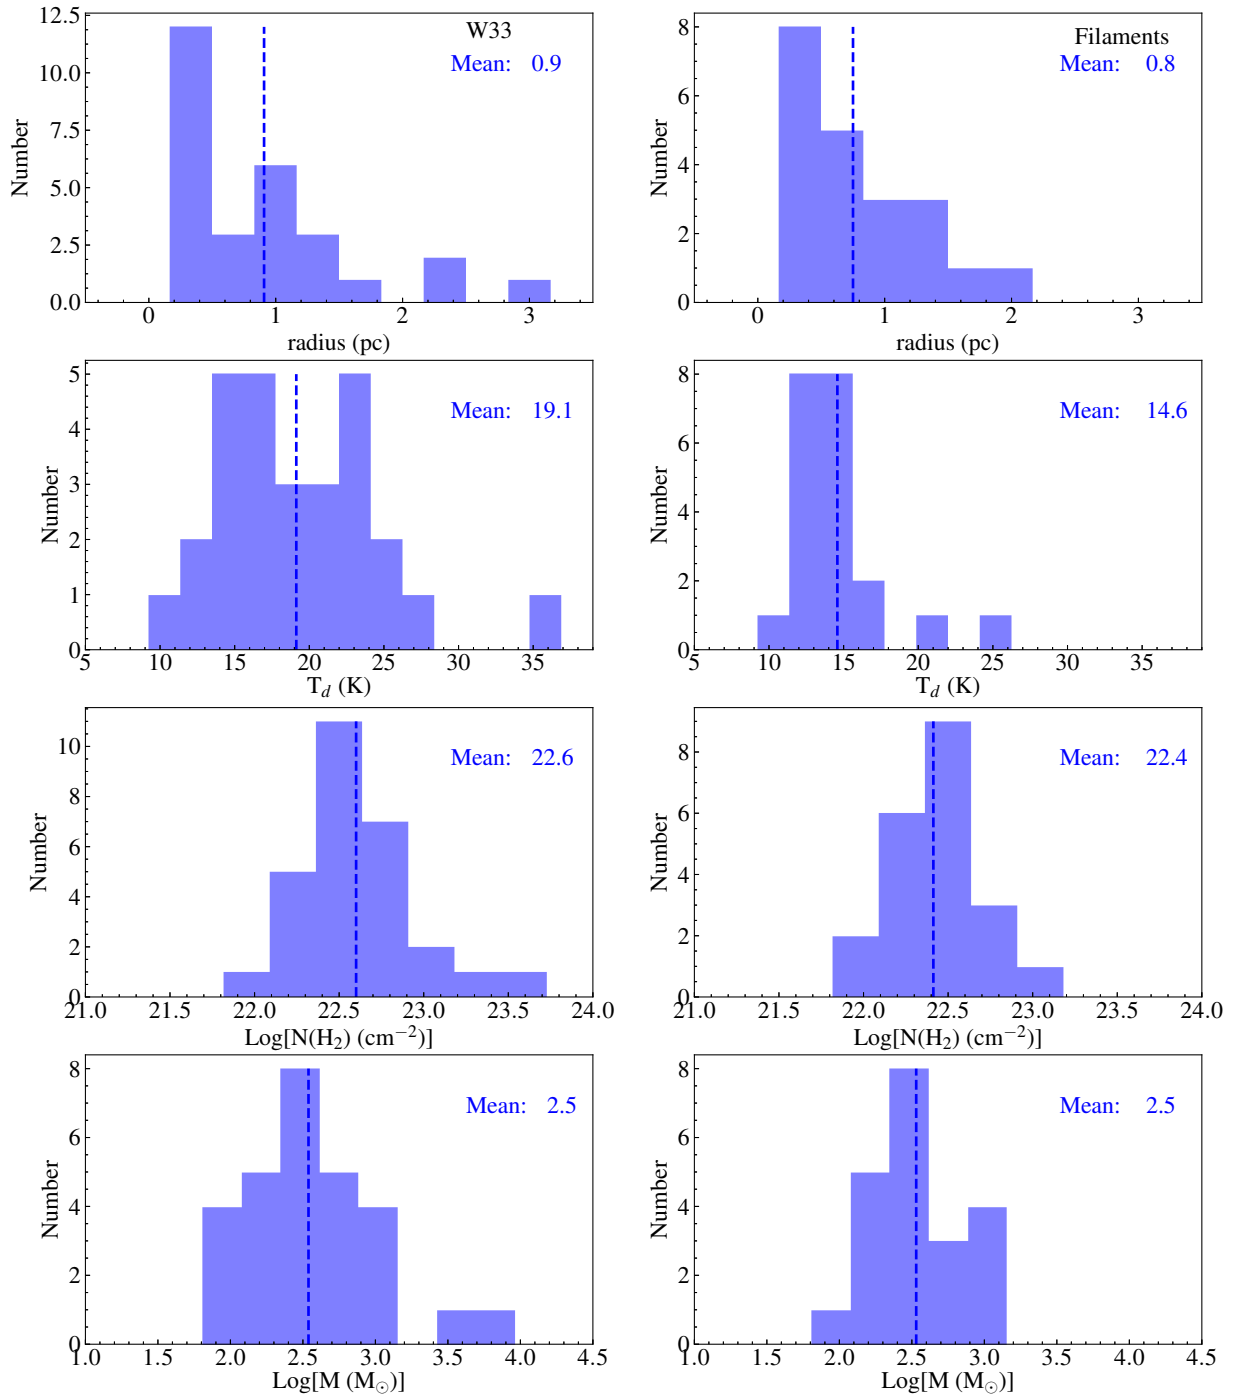 12.5
10.0
7.5
5.0
2.5
0.0
Number
W33
Mean: 0.9
0 1 2 3
radius (pc)
8
6
4
2
0
Number
Filaments
Mean: 0.8
0 1 2 3
radius (pc)
5
4
3
2
1
0
Number
Mean: 19.1
5 10 15 20 25 30 35
T_d (K)
8
6
4
2
0
Number
Mean: 14.6
5 10 15 20 25 30 35
T_d (K)
10
8
6
4
2
0
Number
Mean: 22.6
21.0 21.5 22.0 22.5 23.0 23.5 24.0
Log[N(H₂) (cm⁻²)]
8
6
4
2
0
Number
Mean: 22.4
21.0 21.5 22.0 22.5 23.0 23.5 24.0
Log[N(H₂) (cm⁻²)]
8
6
4
2
0
Number
Mean: 2.5
1.0 1.5 2.0 2.5 3.0 3.5 4.0 4.5
Log[M (M☉)]
8
6
4
2
0
Number
Mean: 2.5
1.0 1.5 2.0 2.5 3.0 3.5 4.0 4.5
Log[M (M☉)]